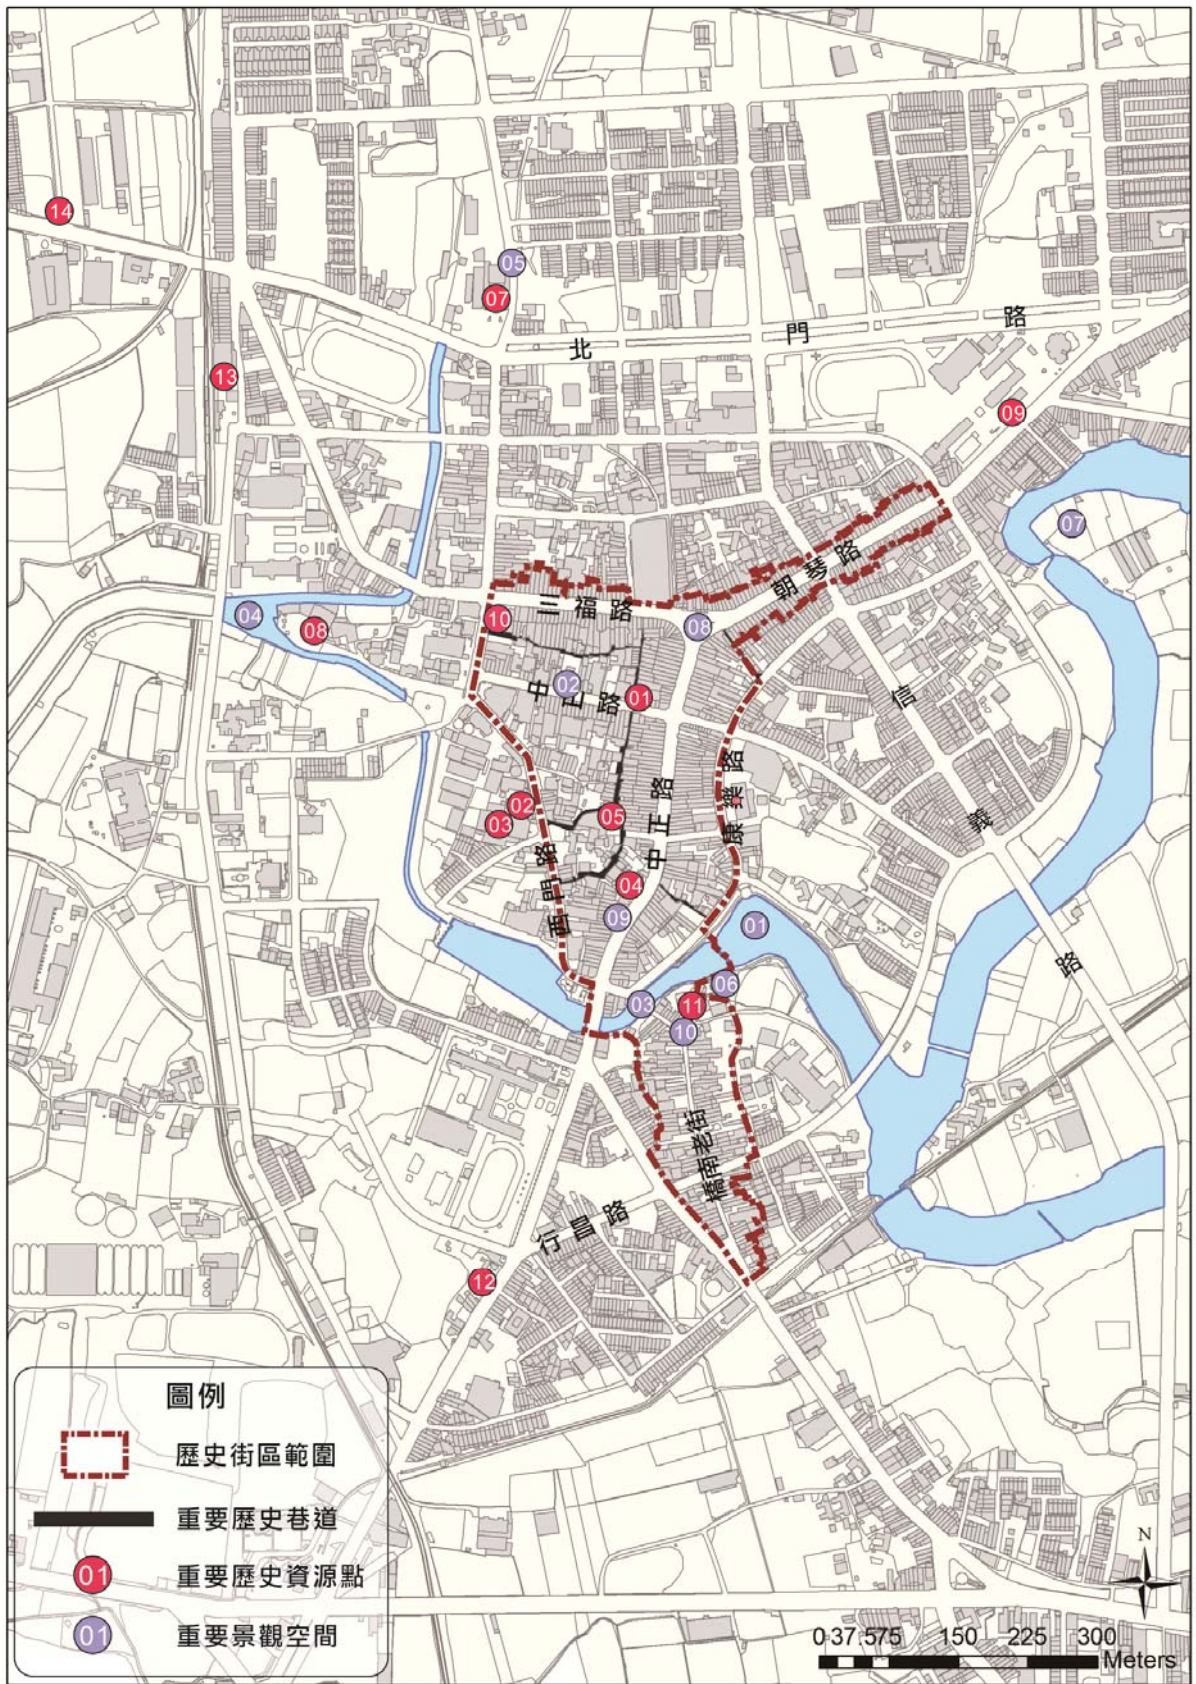 14
05
07
北 門 路
13
09
07
朝琴路
04
08
10
三福路
08
02
中正路
01
信義路
康樂路
02
03
05
中正路
西門路
04
09
01
06
03
11
10
橋南老街
行昌路
12
圖例
歷史街區範圍
重要歷史巷道
01 重要歷史資源點
01 重要景觀空間
N
0 37.575 150 225 300
Meters